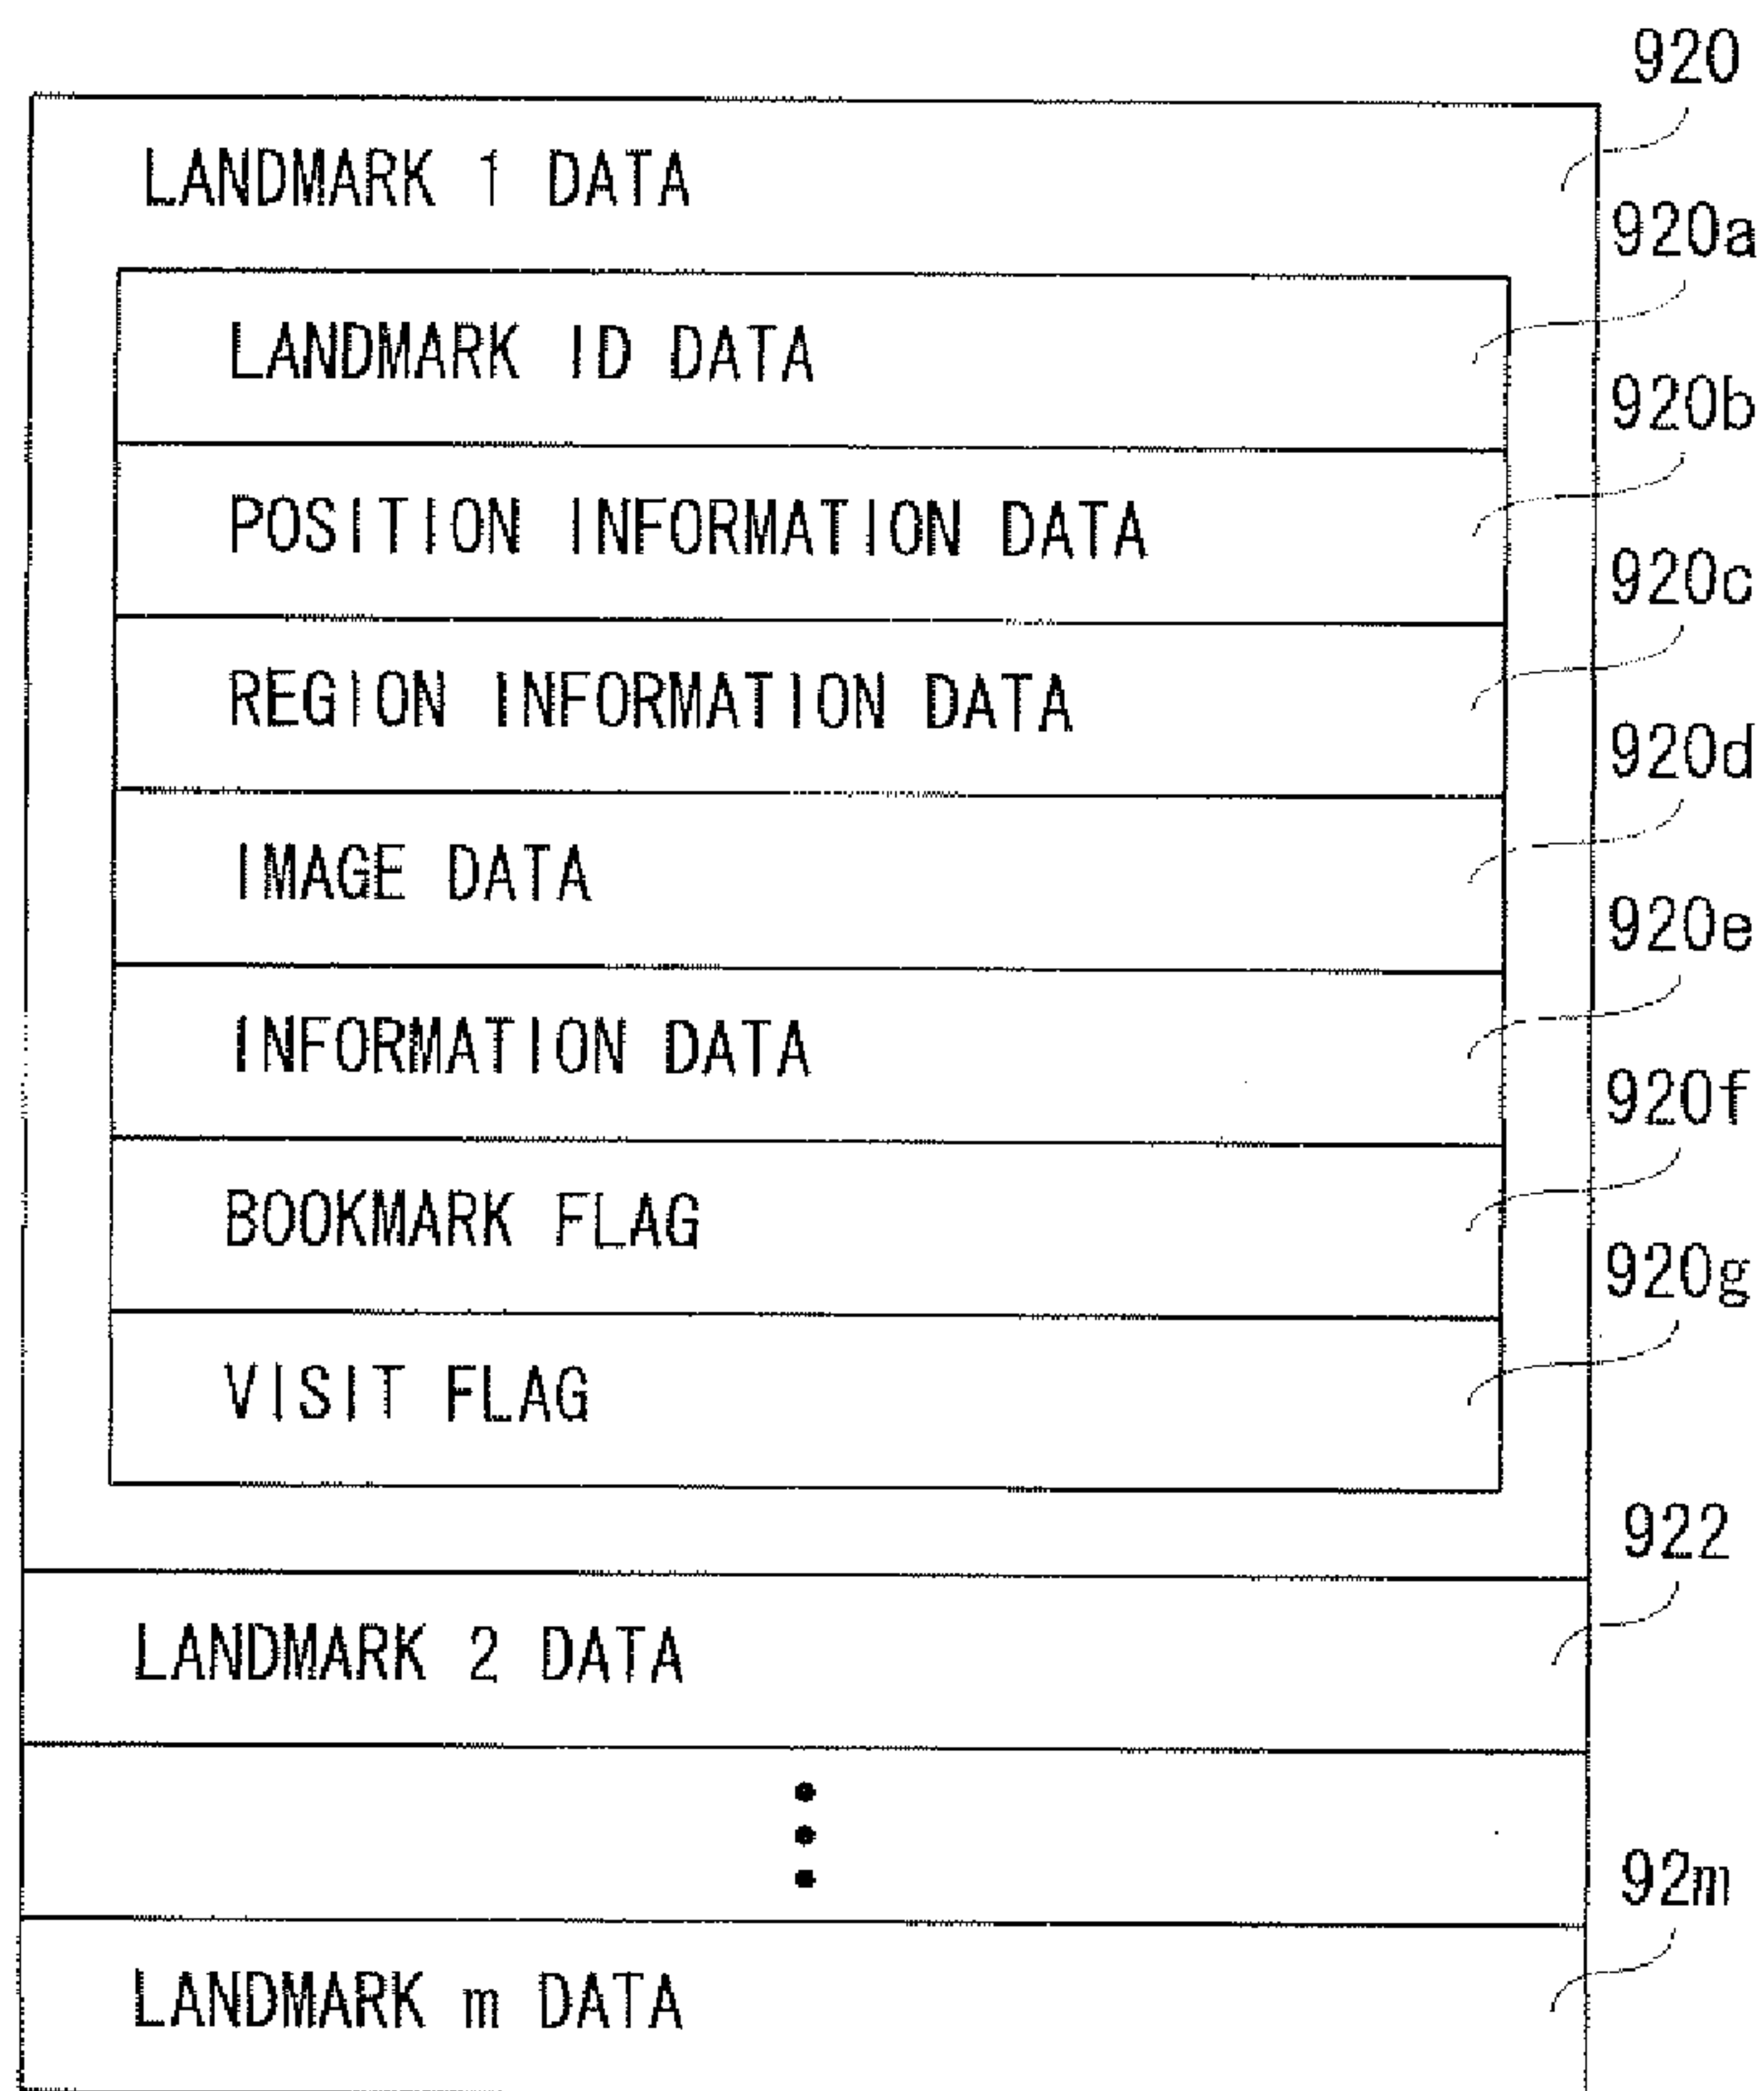 920
LANDMARK 1 DATA
920a
LANDMARK ID DATA
920b
POSITION INFORMATION DATA
920c
REGION INFORMATION DATA
920d
IMAGE DATA
920e
INFORMATION DATA
920f
BOOKMARK FLAG
920g
VISIT FLAG
922
LANDMARK 2 DATA
92m
LANDMARK m DATA